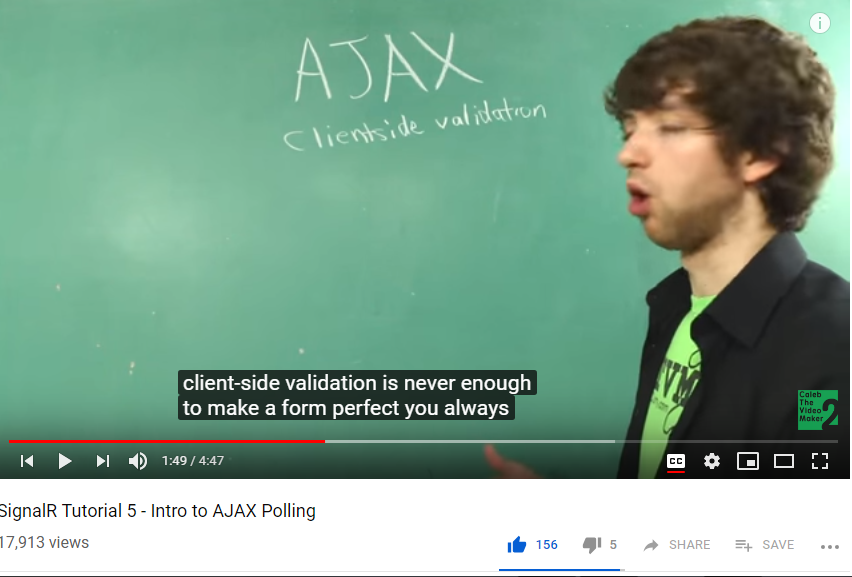 AJAX
Clientside validation
client-side validation is never enough
to make a form perfect you always
Caleb
The
Video
Maker 2
1:49 / 4:47
CC
SignalR Tutorial 5 - Intro to AJAX Polling
17,913 views
156
5
SHARE
SAVE